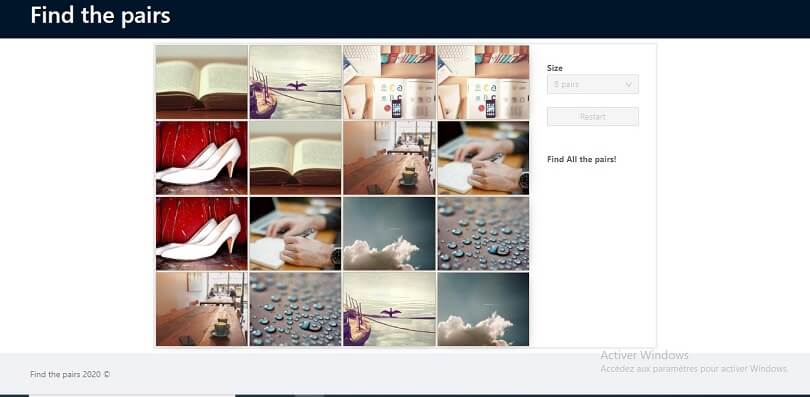 Find the pairs
Size
8 pairs
Restart
Find All the pairs!
Activer Windows
Accédez aux paramètres pour activer Windows.
Find the pairs 2020 ©